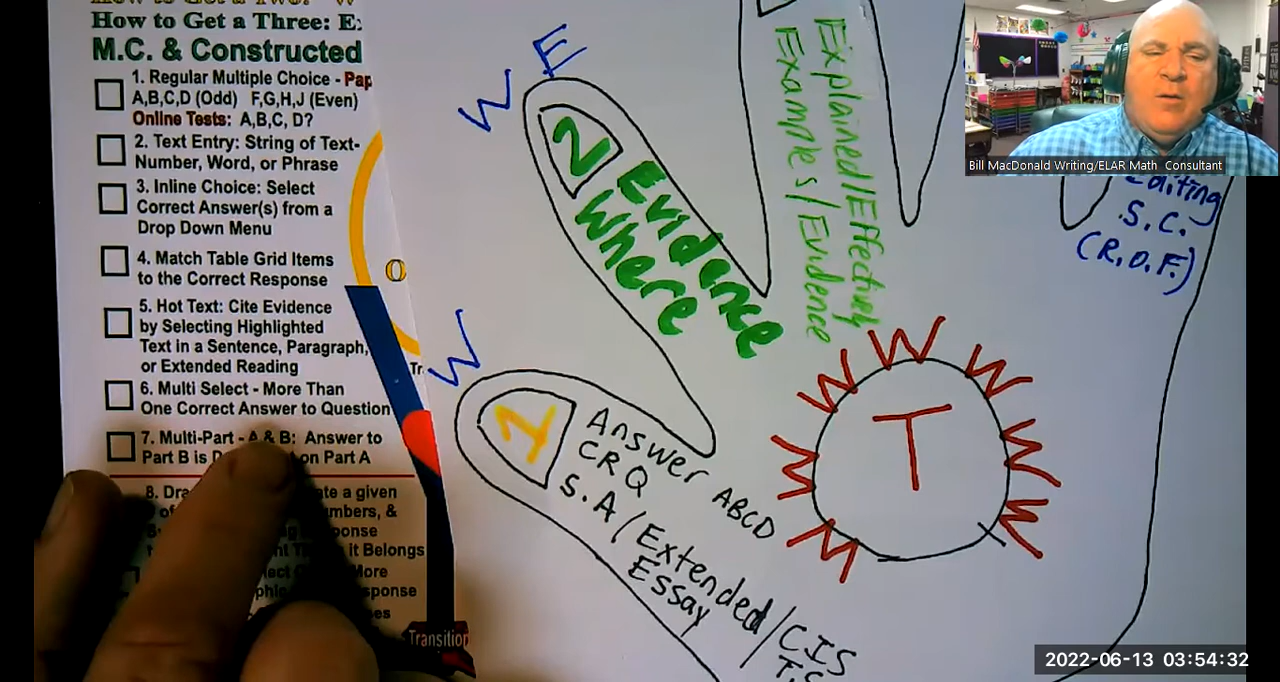 How to Get a Three: E
M.C. & Constructed
1. Regular Multiple Choice - Pap
A,B,C,D (Odd) F,G,H,J (Even)
Online Tests: A,B,C, D?
2. Text Entry: String of Text-
Number, Word, or Phrase
3. Inline Choice: Select
Correct Answer(s) from a
Drop Down Menu
4. Match Table Grid Items
to the Correct Response
5. Hot Text: Cite Evidence
by Selecting Highlighted
Text in a Sentence, Paragraph,
or Extended Reading
6. Multi Select - More Than
One Correct Answer to Question
7. Multi-Part - A & B: Answer to
Part B is on Part A
8. ate a given
of mbers, &
ponse
it Belongs
More
sponse
Transition
O
Tr
W
E
2
Evidence
Where
W
1
Answer ABCD
CRQ
S.A/Extended/C.I.S
Essay
Explained/Effectively
Examples/Evidence
T
W
W
W
W
W
W
W
W
W
Editing
S.C.
(R.O.F.)
Bill MacDonald Writing/ELAR Math Consultant
2022-06-13 03:54:32